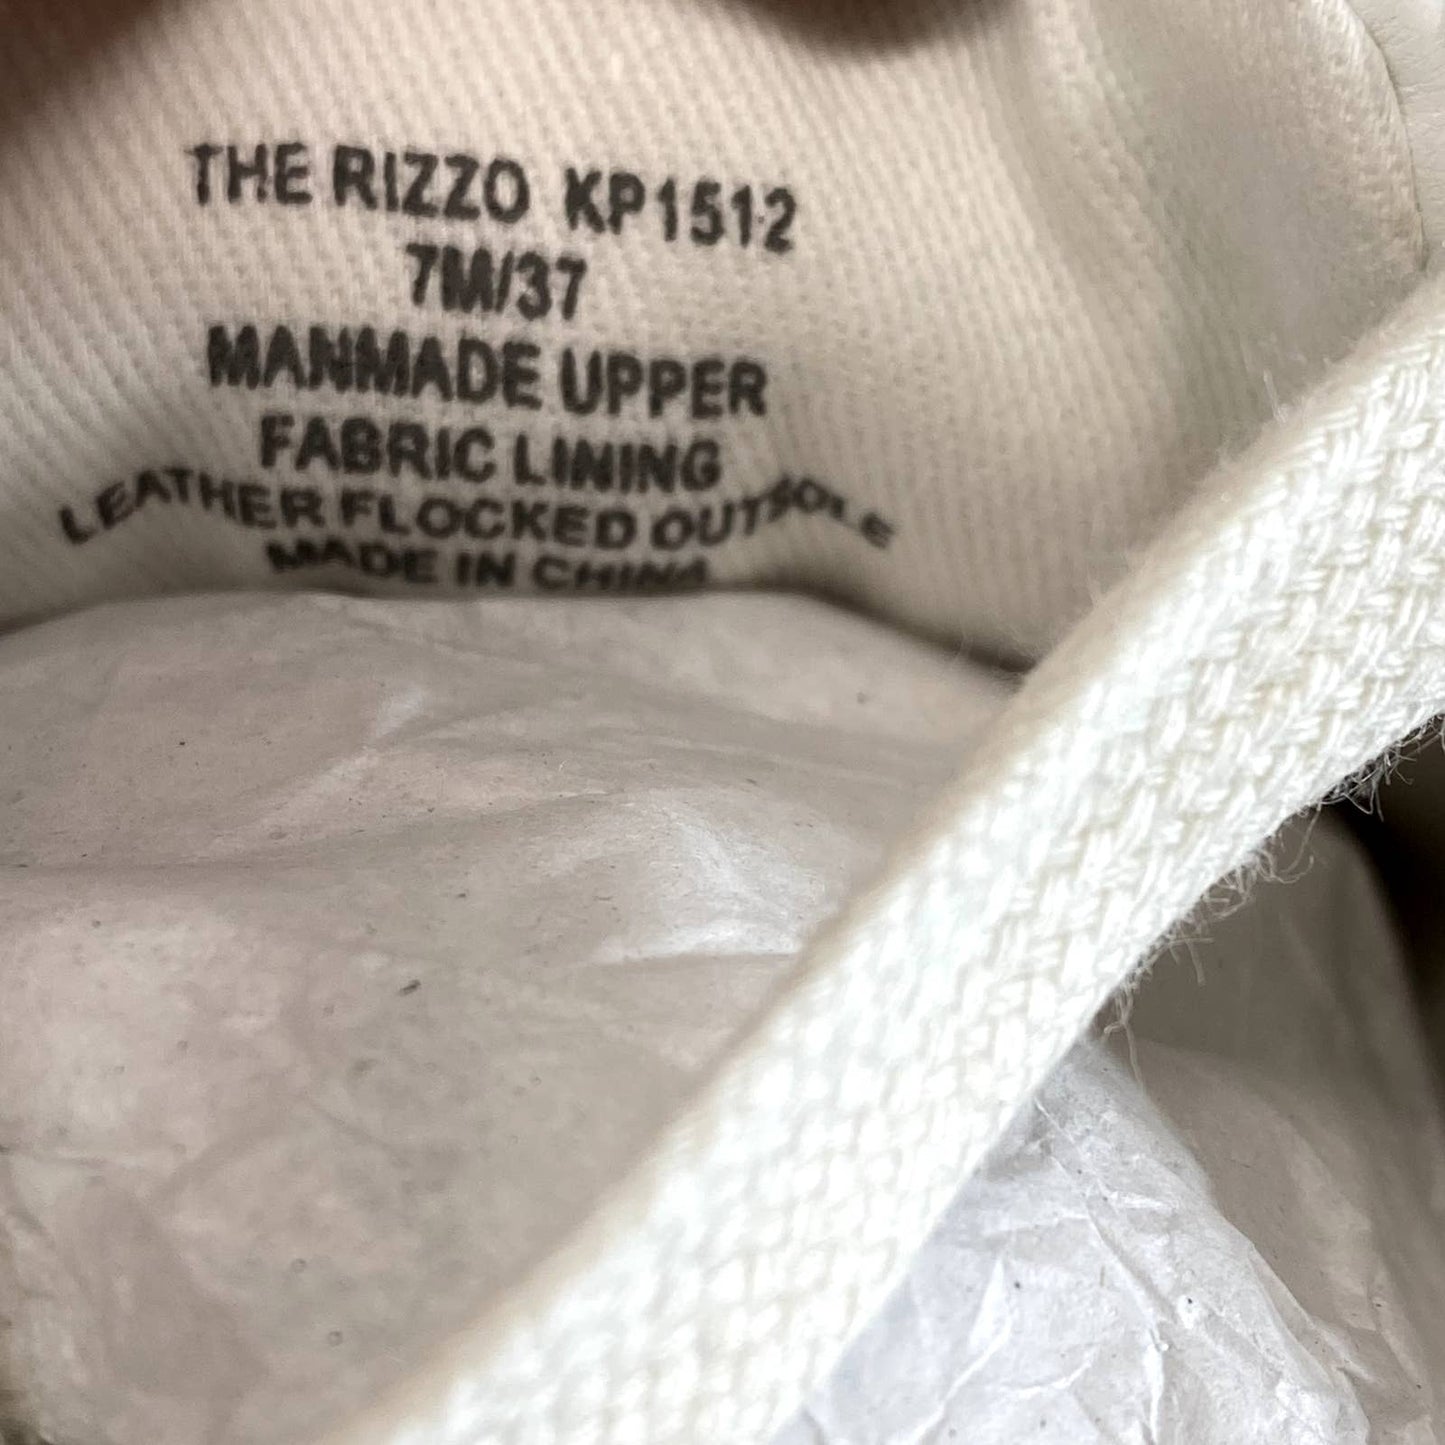 THE RIZZO KP1512
7M/37
MANMADE UPPER
FABRIC LINING
LEATHER FLOCKED OUTSOLE
MADE IN CHINA